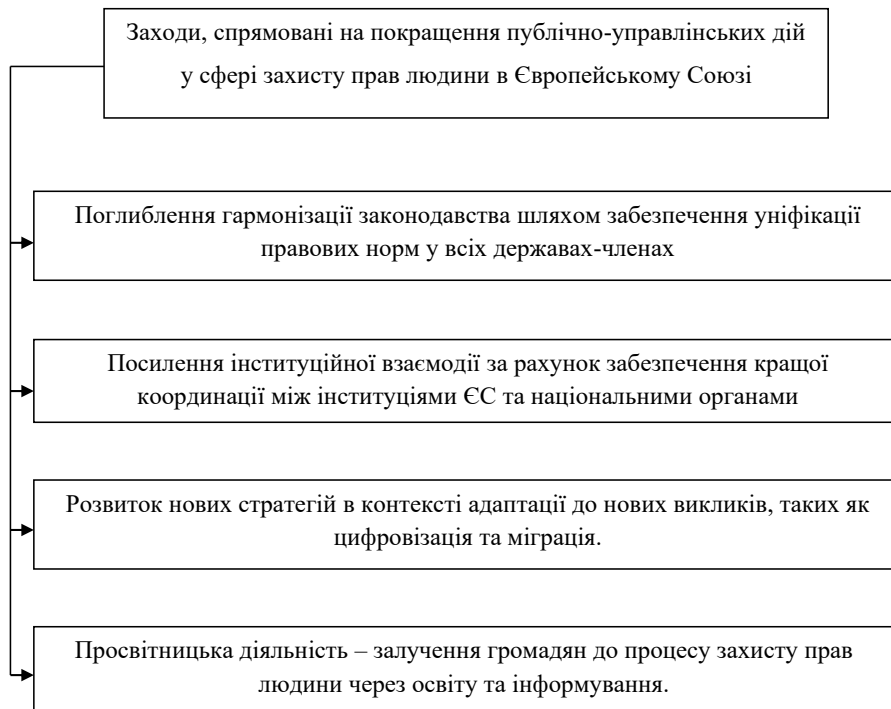 Заходи, спрямовані на покращення публічно-управлінських дій
у сфері захисту прав людини в Європейському Союзі
Поглиблення гармонізації законодавства шляхом забезпечення уніфікації
правових норм у всіх державах-членах
Посилення інституційної взаємодії за рахунок забезпечення кращої
координації між інституціями ЄС та національними органами
Розвиток нових стратегій в контексті адаптації до нових викликів, таких як
цифровізація та міграція.
Просвітницька діяльність – залучення громадян до процесу захисту прав
людини через освіту та інформування.